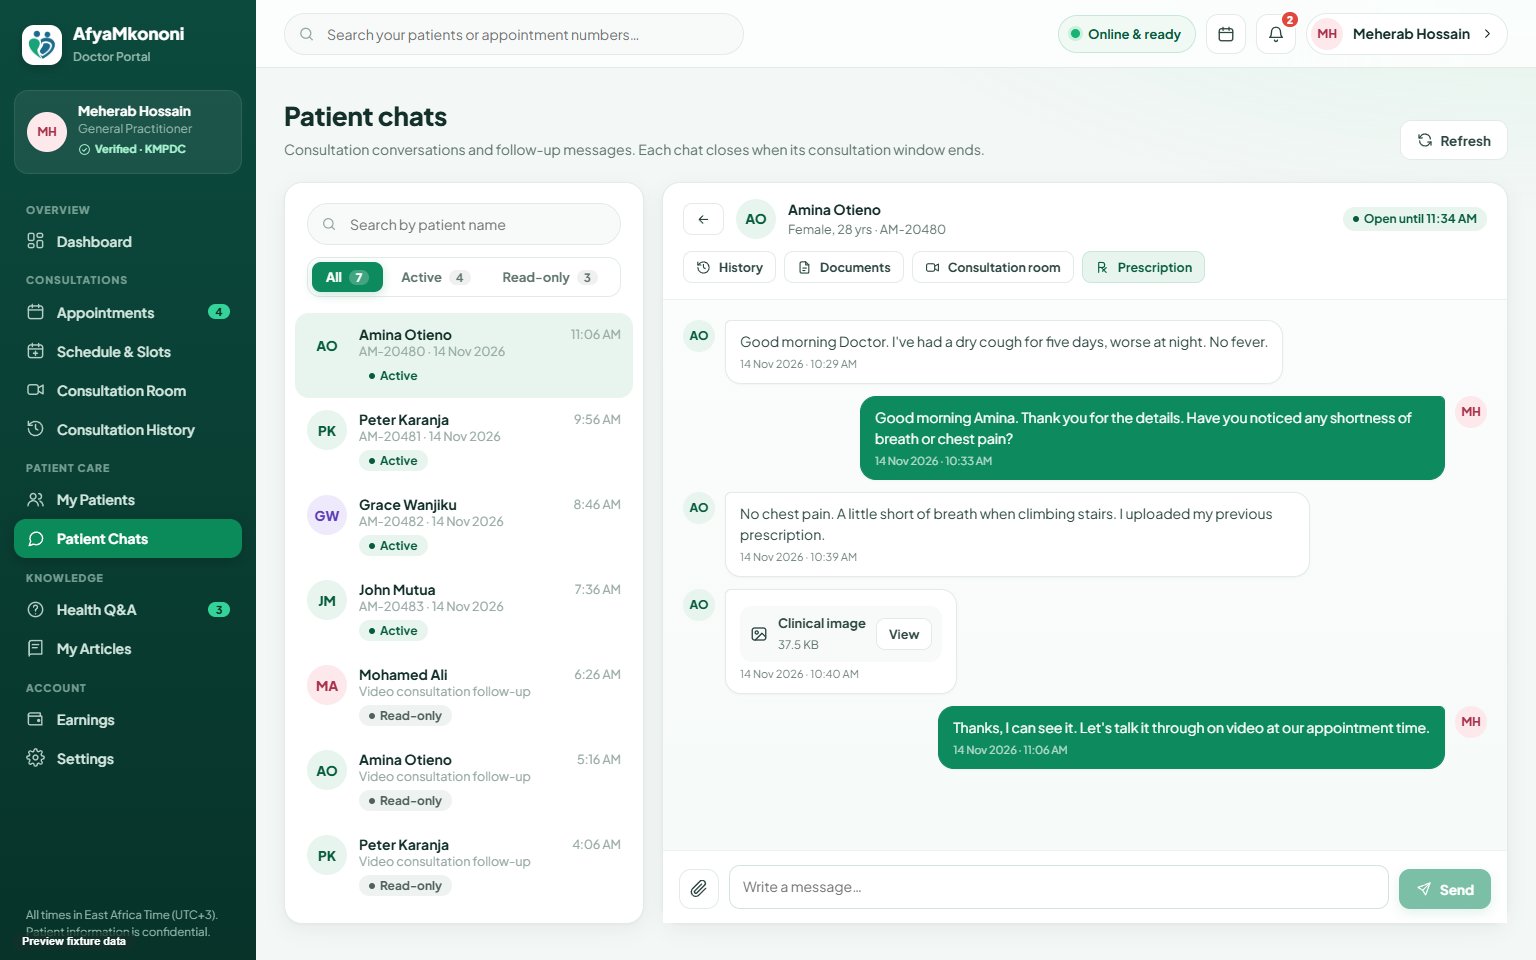 AfyaMkononi
Doctor Portal
MH
Meherab Hossain
General Practitioner
Verified · KMPDC
OVERVIEW
Dashboard
CONSULTATIONS
Appointments 4
Schedule & Slots
Consultation Room
Consultation History
PATIENT CARE
My Patients
Patient Chats
KNOWLEDGE
Health Q&A 3
My Articles
ACCOUNT
Earnings
Settings
All times in East Africa Time (UTC+3).
Patient information is confidential.
Preview fixture data
Search your patients or appointment numbers...
Online & ready
2
MH Meherab Hossain
Patient chats
Consultation conversations and follow-up messages. Each chat closes when its consultation window ends.
Refresh
Search by patient name
All 7 Active 4 Read-only 3
AO
Amina Otieno 11:06 AM
AM-20480 · 14 Nov 2026
Active
PK
Peter Karanja 9:56 AM
AM-20481 · 14 Nov 2026
Active
GW
Grace Wanjiku 8:46 AM
AM-20482 · 14 Nov 2026
Active
JM
John Mutua 7:36 AM
AM-20483 · 14 Nov 2026
Active
MA
Mohamed Ali 6:26 AM
Video consultation follow-up
Read-only
AO
Amina Otieno 5:16 AM
Video consultation follow-up
Read-only
PK
Peter Karanja 4:06 AM
Video consultation follow-up
Read-only
AO
Amina Otieno
Female, 28 yrs · AM-20480
Open until 11:34 AM
History Documents Consultation room Prescription
AO
Good morning Doctor. I've had a dry cough for five days, worse at night. No fever.
14 Nov 2026 · 10:29 AM
Good morning Amina. Thank you for the details. Have you noticed any shortness of
breath or chest pain?
14 Nov 2026 · 10:33 AM
MH
AO
No chest pain. A little short of breath when climbing stairs. I uploaded my previous
prescription.
14 Nov 2026 · 10:39 AM
AO
Clinical image
37.5 KB
View
14 Nov 2026 · 10:40 AM
Thanks, I can see it. Let's talk it through on video at our appointment time.
14 Nov 2026 · 11:06 AM
MH
Write a message...
Send